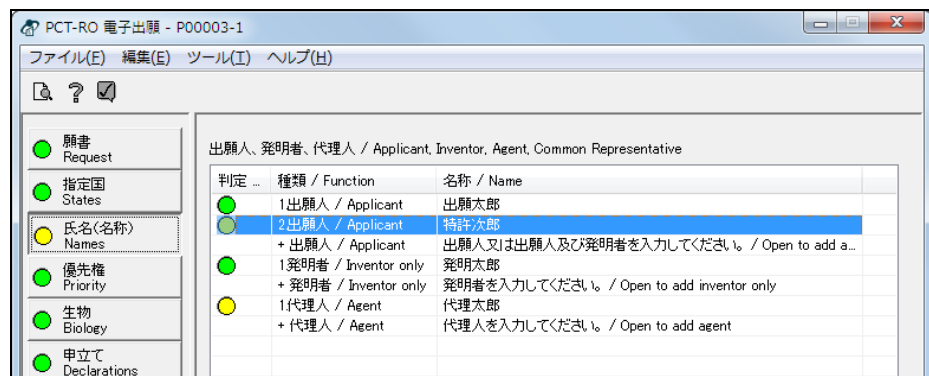 PCT-RO 電子出願 - P00003-1
ファイル(F) 編集(E) ツール(T) ヘルプ(H)
願書
Request
指定国
States
氏名(名称)
Names
優先権
Priority
生物
Biology
申立て
Declarations
出願人、発明者、代理人 / Applicant, Inventor, Agent, Common Representative
判定 ... 種類 / Function 名称 / Name
1出願人 / Applicant 出願太郎
2出願人 / Applicant 特許次郎
+ 出願人 / Applicant 出願人又は出願人及び発明者を入力してください。 / Open to add a...
1発明者 / Inventor only 発明太郎
+ 発明者 / Inventor only 発明者を入力してください。 / Open to add inventor only
1代理人 / Agent 代理太郎
+ 代理人 / Agent 代理人を入力してください。 / Open to add agent